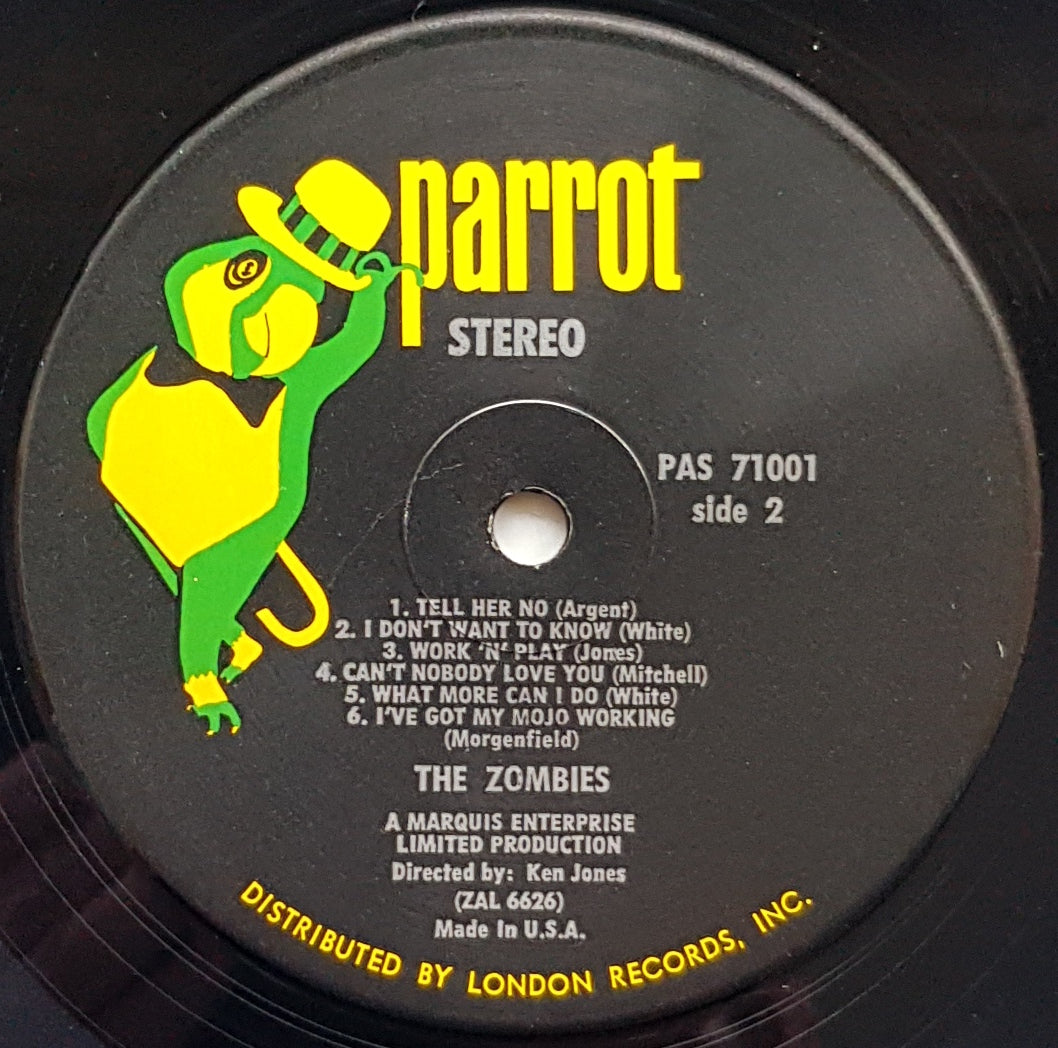 parrot
STEREO
PAS 71001
side 2
1. TELL HER NO (Argent)
2. I DON'T WANT TO KNOW (White)
3. WORK 'N' PLAY (Jones)
4. CAN'T NOBODY LOVE YOU (Mitchell)
5. WHAT MORE CAN I DO (White)
6. I'VE GOT MY MOJO WORKING
(Morgenfield)
THE ZOMBIES
A MARQUIS ENTERPRISE
LIMITED PRODUCTION
Directed by: Ken Jones
(ZAL 6626)
Made In U.S.A.
DISTRIBUTED BY LONDON RECORDS, INC.